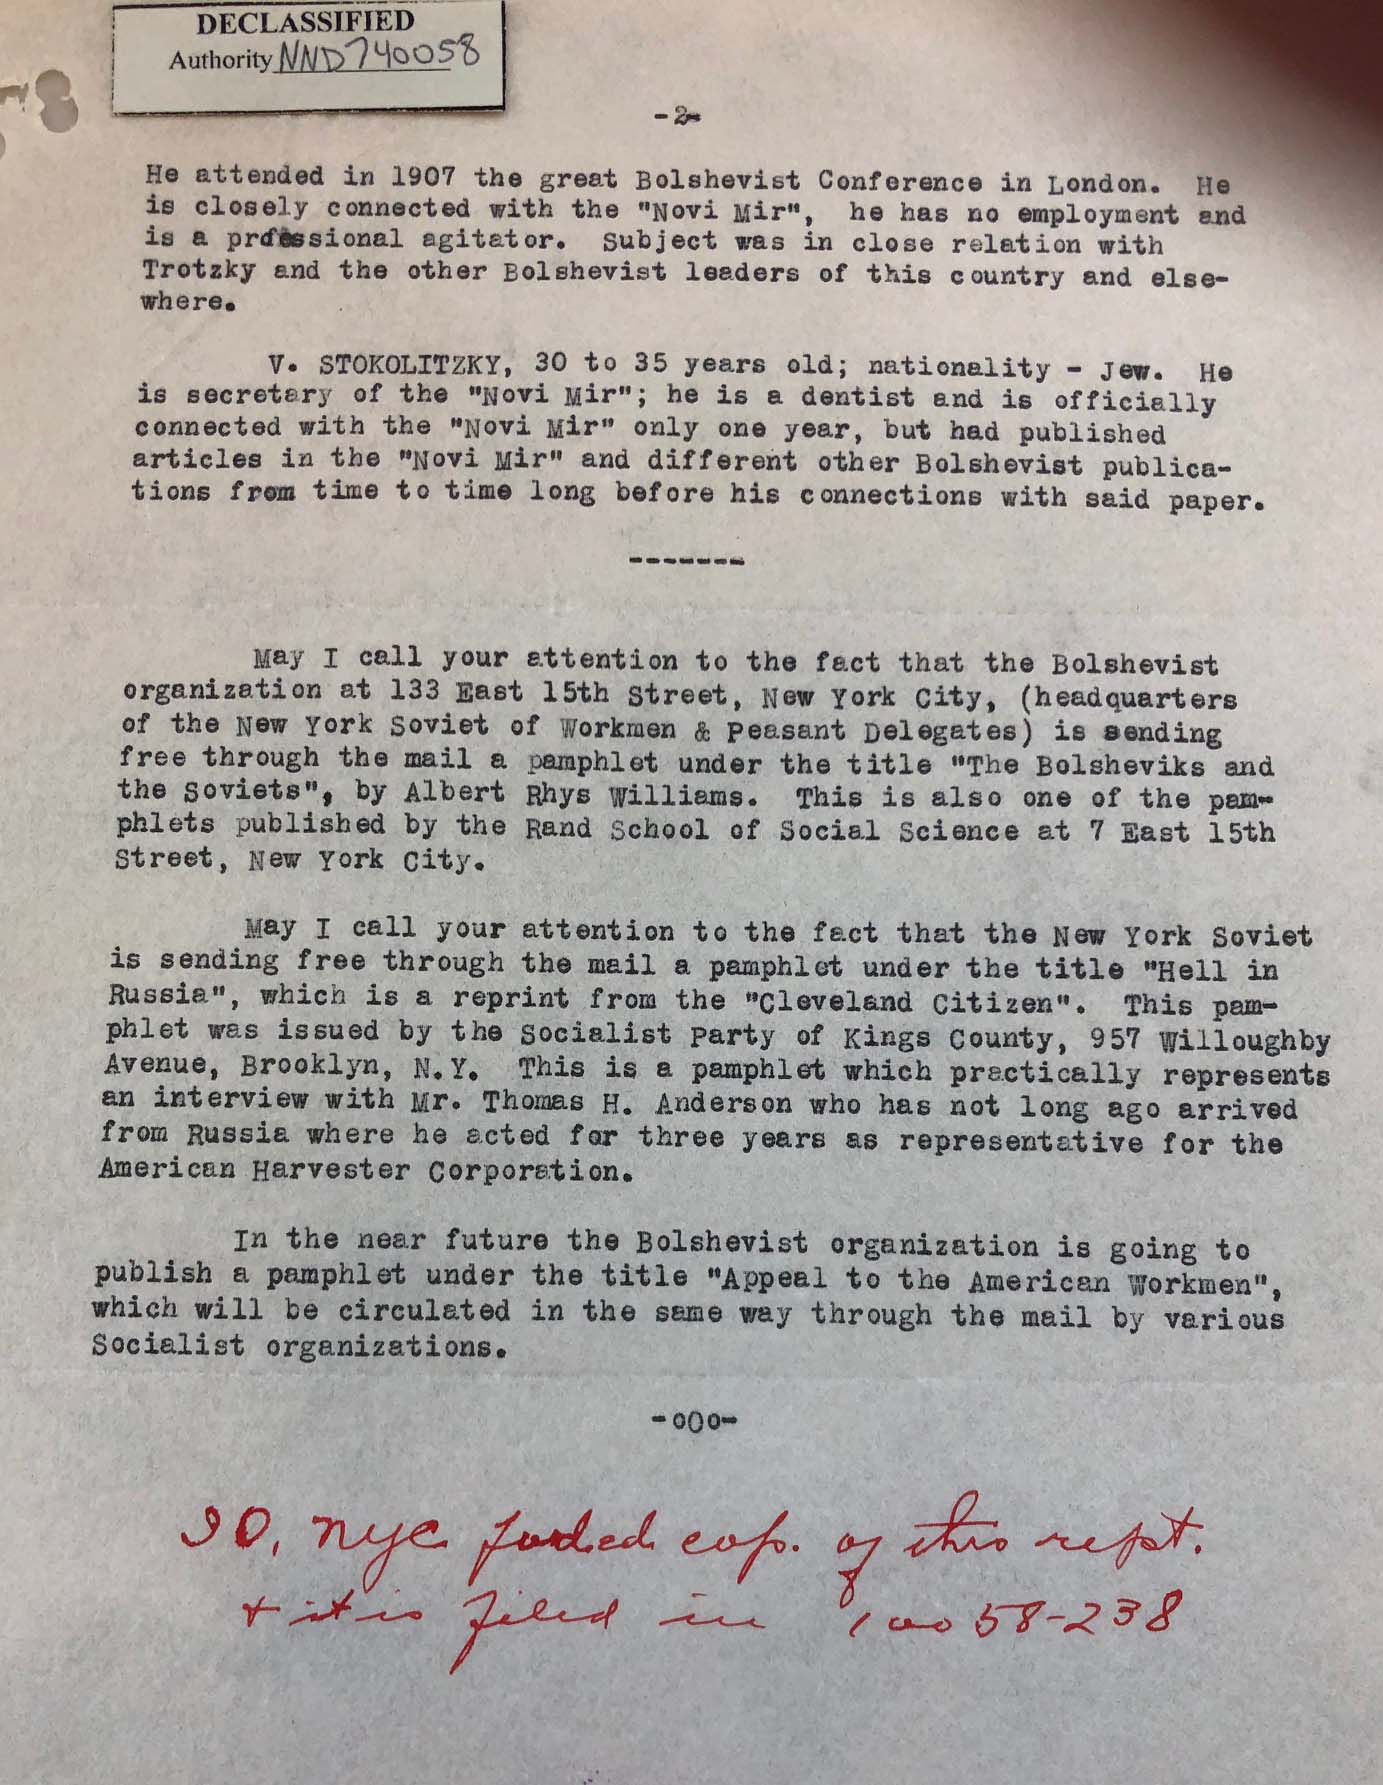 DECLASSIFIED
Authority NND740058
-2-
He attended in 1907 the great Bolshevist Conference in London. He
is closely connected with the "Novi Mir", he has no employment and
is a professional agitator. Subject was in close relation with
Trotzky and the other Bolshevist leaders of this country and else-
where.
V. STOKOLITZKY, 30 to 35 years old; nationality - Jew. He
is secretary of the "Novi Mir"; he is a dentist and is officially
connected with the "Novi Mir" only one year, but had published
articles in the "Novi Mir" and different other Bolshevist publica-
tions from time to time long before his connections with said paper.
-------
May I call your attention to the fact that the Bolshevist
organization at 133 East 15th Street, New York City, (headquarters
of the New York Soviet of Workmen & Peasant Delegates) is sending
free through the mail a pamphlet under the title "The Bolsheviks and
the Soviets", by Albert Rhys Williams. This is also one of the pam-
phlets published by the Rand School of Social Science at 7 East 15th
Street, New York City.
May I call your attention to the fact that the New York Soviet
is sending free through the mail a pamphlet under the title "Hell in
Russia", which is a reprint from the "Cleveland Citizen". This pam-
phlet was issued by the Socialist Party of Kings County, 957 Willoughby
Avenue, Brooklyn, N.Y. This is a pamphlet which practically represents
an interview with Mr. Thomas H. Anderson who has not long ago arrived
from Russia where he acted for three years as representative for the
American Harvester Corporation.
In the near future the Bolshevist organization is going to
publish a pamphlet under the title "Appeal to the American Workmen",
which will be circulated in the same way through the mail by various
Socialist organizations.
-oOo-
IO, NYC cop. of this rept.
+ it is filed in 10058-238